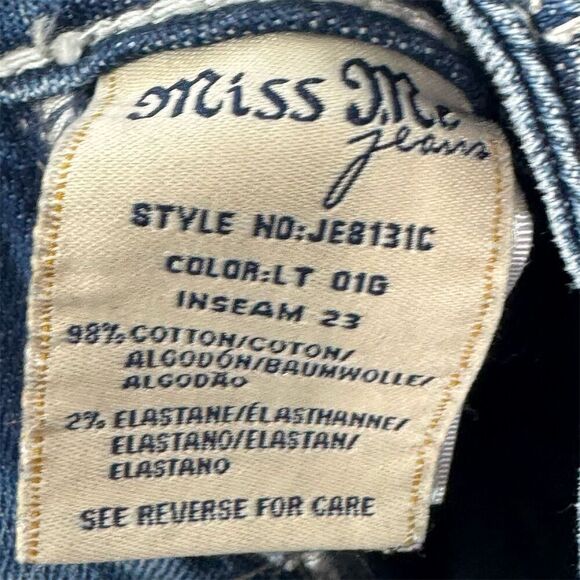 Miss Me
Jeans
STYLE NO:JE8131C
COLOR:LT 01G
INSEAM 23
98% COTTON/COTON/
ALGODÓN/BAUMWOLLE/
ALGODÃO
2% ELASTANE/ÉLASTHANNE/
ELASTANO/ELASTAN/
ELASTANO
SEE REVERSE FOR CARE